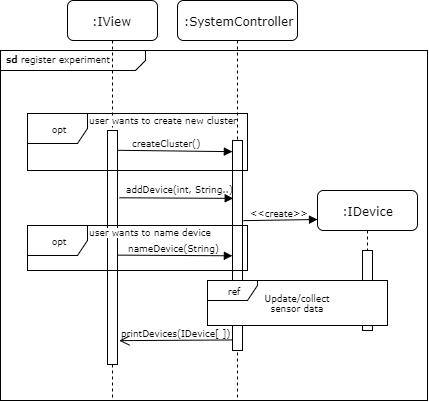 :IView
:SystemController
sd register experiment
user wants to create new cluster
opt
createCluster()
addDevice(int, String..)
<<create>>
:IDevice
user wants to name device
opt
nameDevice(String)
ref
Update/collect
sensor data
printDevices(IDevice[ ])